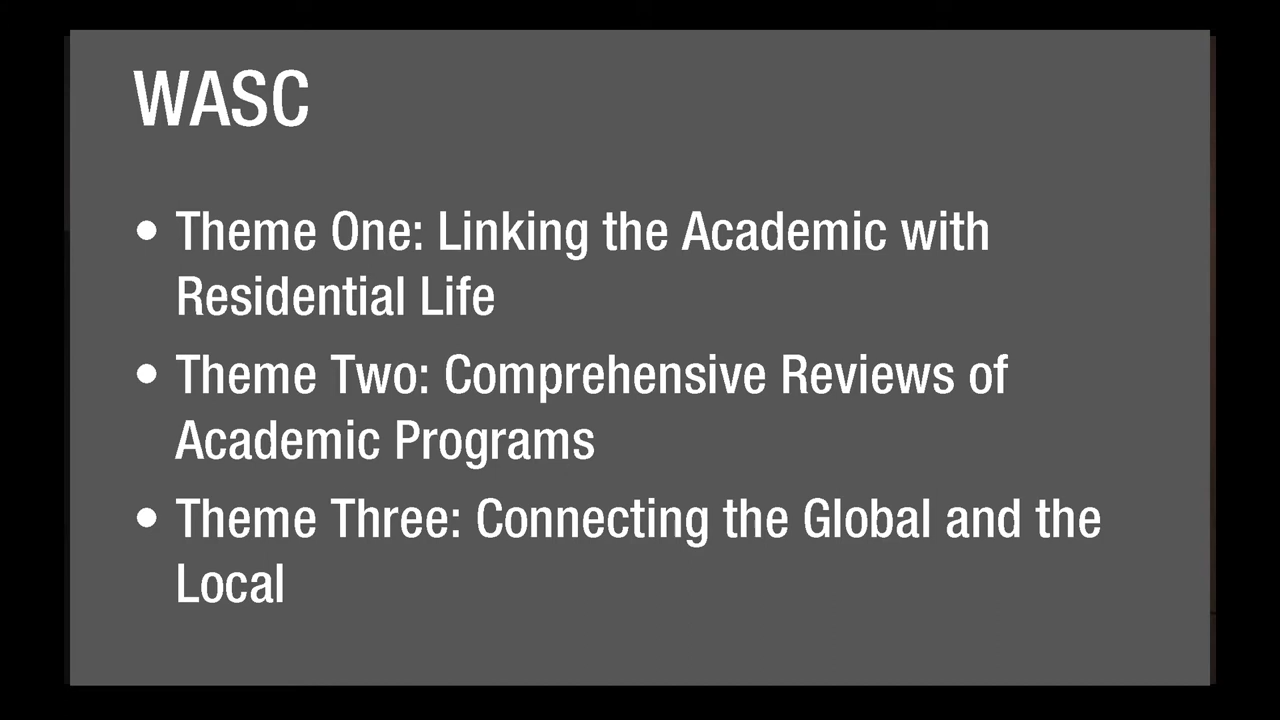 WASC
• Theme One: Linking the Academic with
Residential Life
• Theme Two: Comprehensive Reviews of
Academic Programs
• Theme Three: Connecting the Global and the
Local